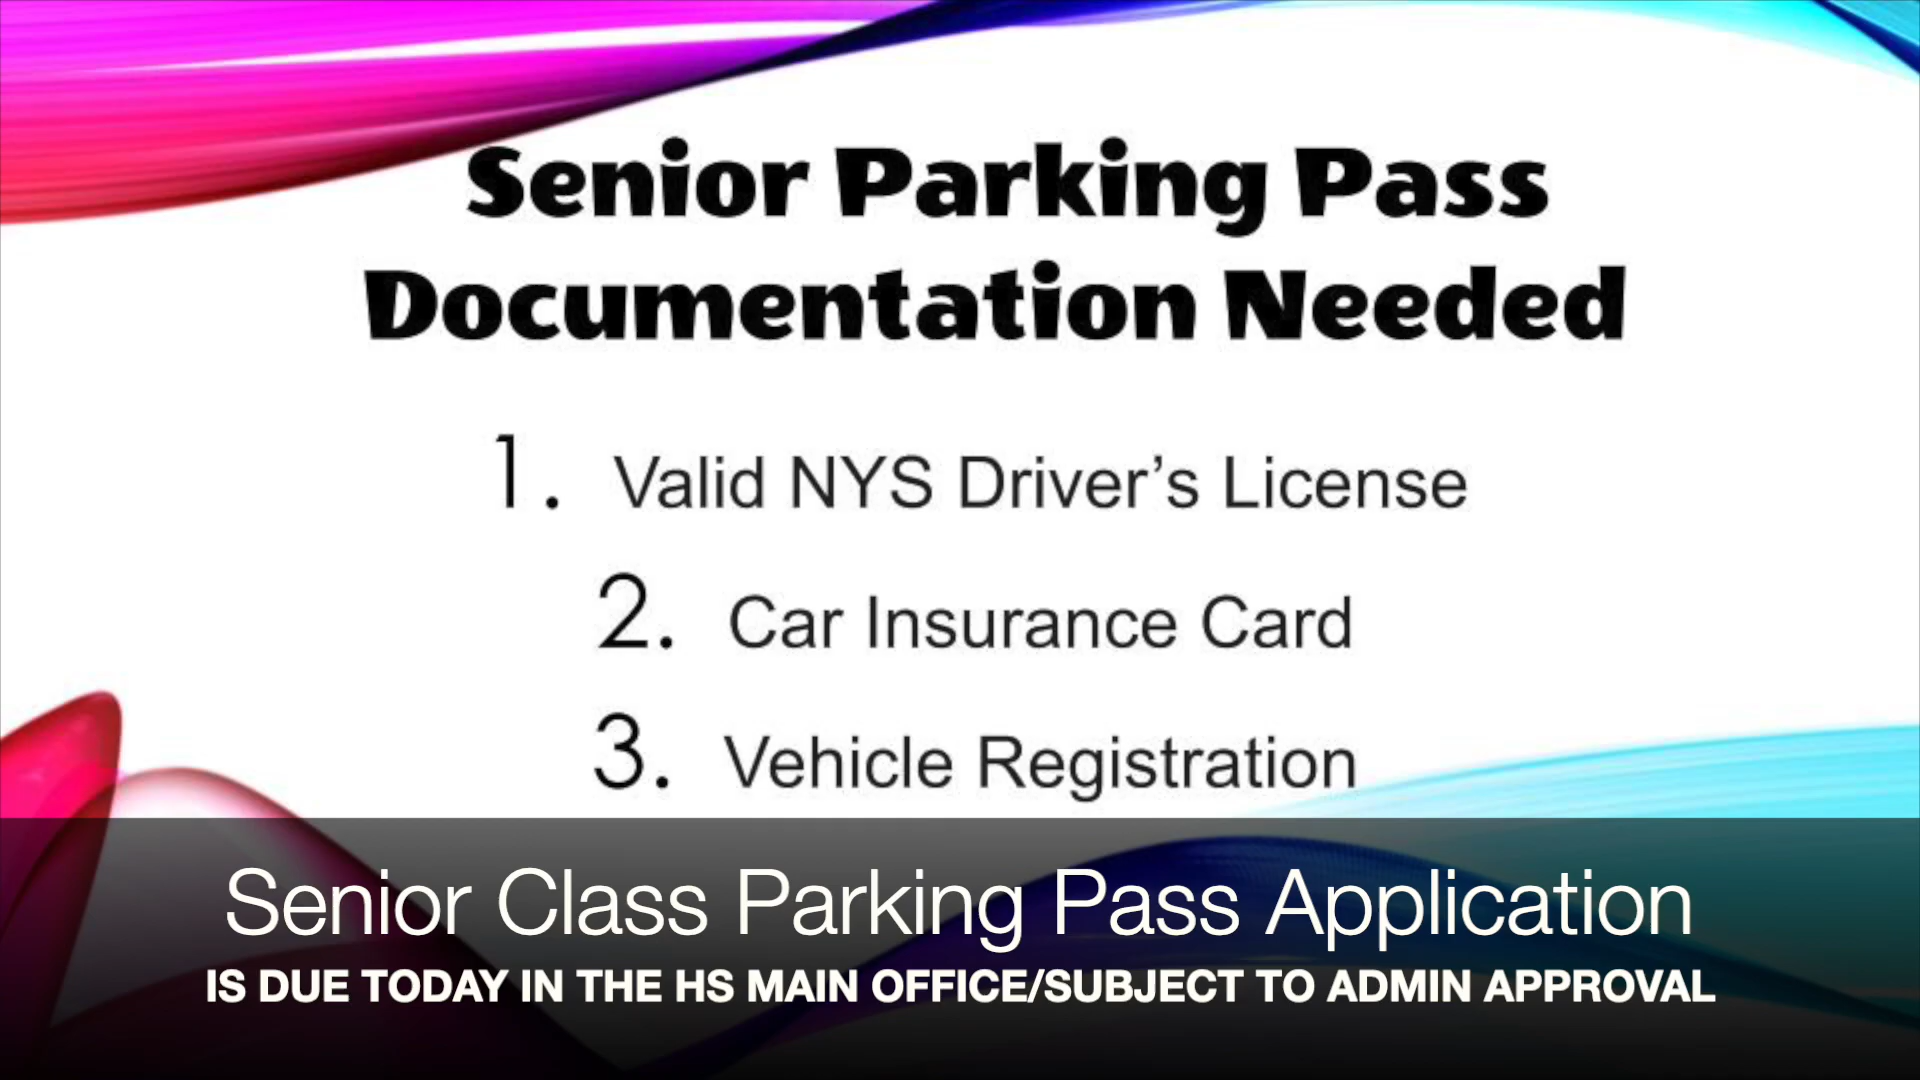 Senior Parking Pass
Documentation Needed
1. Valid NYS Driver’s License
2. Car Insurance Card
3. Vehicle Registration
Senior Class Parking Pass Application
IS DUE TODAY IN THE HS MAIN OFFICE/SUBJECT TO ADMIN APPROVAL